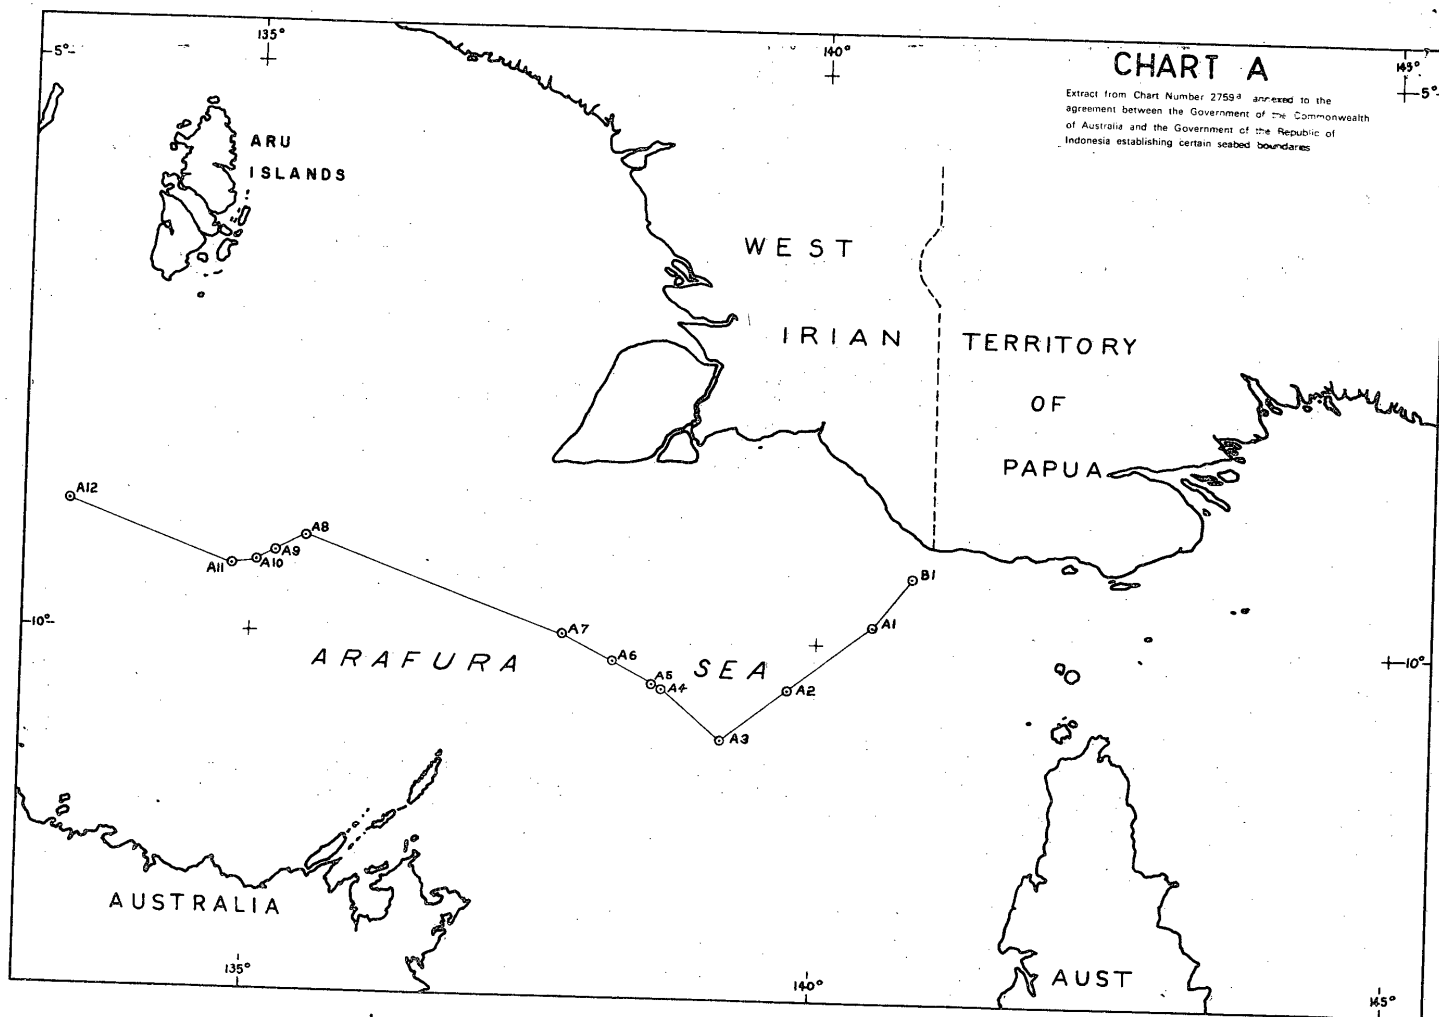 135°
140°
145°
5°
5°
CHART A
Extract from Chart Number 2759ᵃ annexed to the
agreement between the Government of the Commonwealth
of Australia and the Government of the Republic of
Indonesia establishing certain seabed boundaries
ARU
ISLANDS
WEST
IRIAN
TERRITORY
OF
PAPUA
A12
A8
A9
A10
A11
B1
A1
A7
A6
A5
A4
A2
A3
10°
10°
ARAFURA SEA
AUSTRALIA
AUST
135°
140°
145°